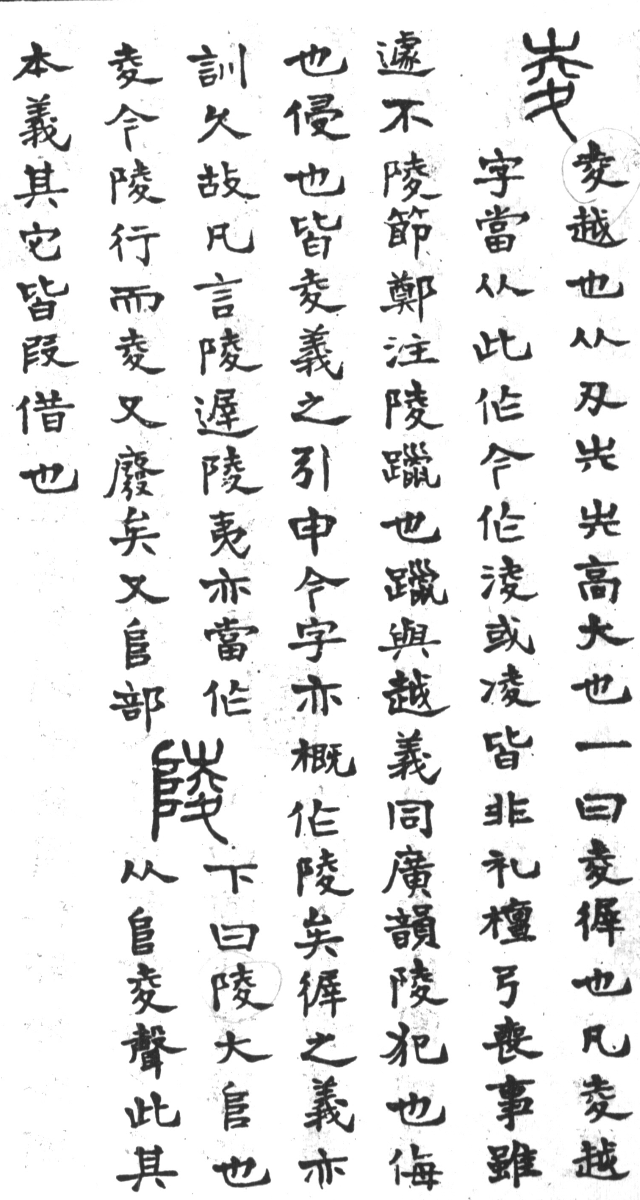 夌
夌越也从夂𡴆𡴆高大也一曰夌徲也凡夌越
字當从此作今作淩或凌皆非礼檀弓喪事雖
遽不陵節鄭注陵躐也躐與越義同廣韻陵犯也侮
也侵也皆夌義之引申今字亦概作陵矣徲之義亦
訓久故凡言陵遲陵夷亦當作
夌今陵行而夌又廢矣又𨸏部
陵
下曰陵大𨸏也
从𨸏夌聲此其
本義其它皆叚借也